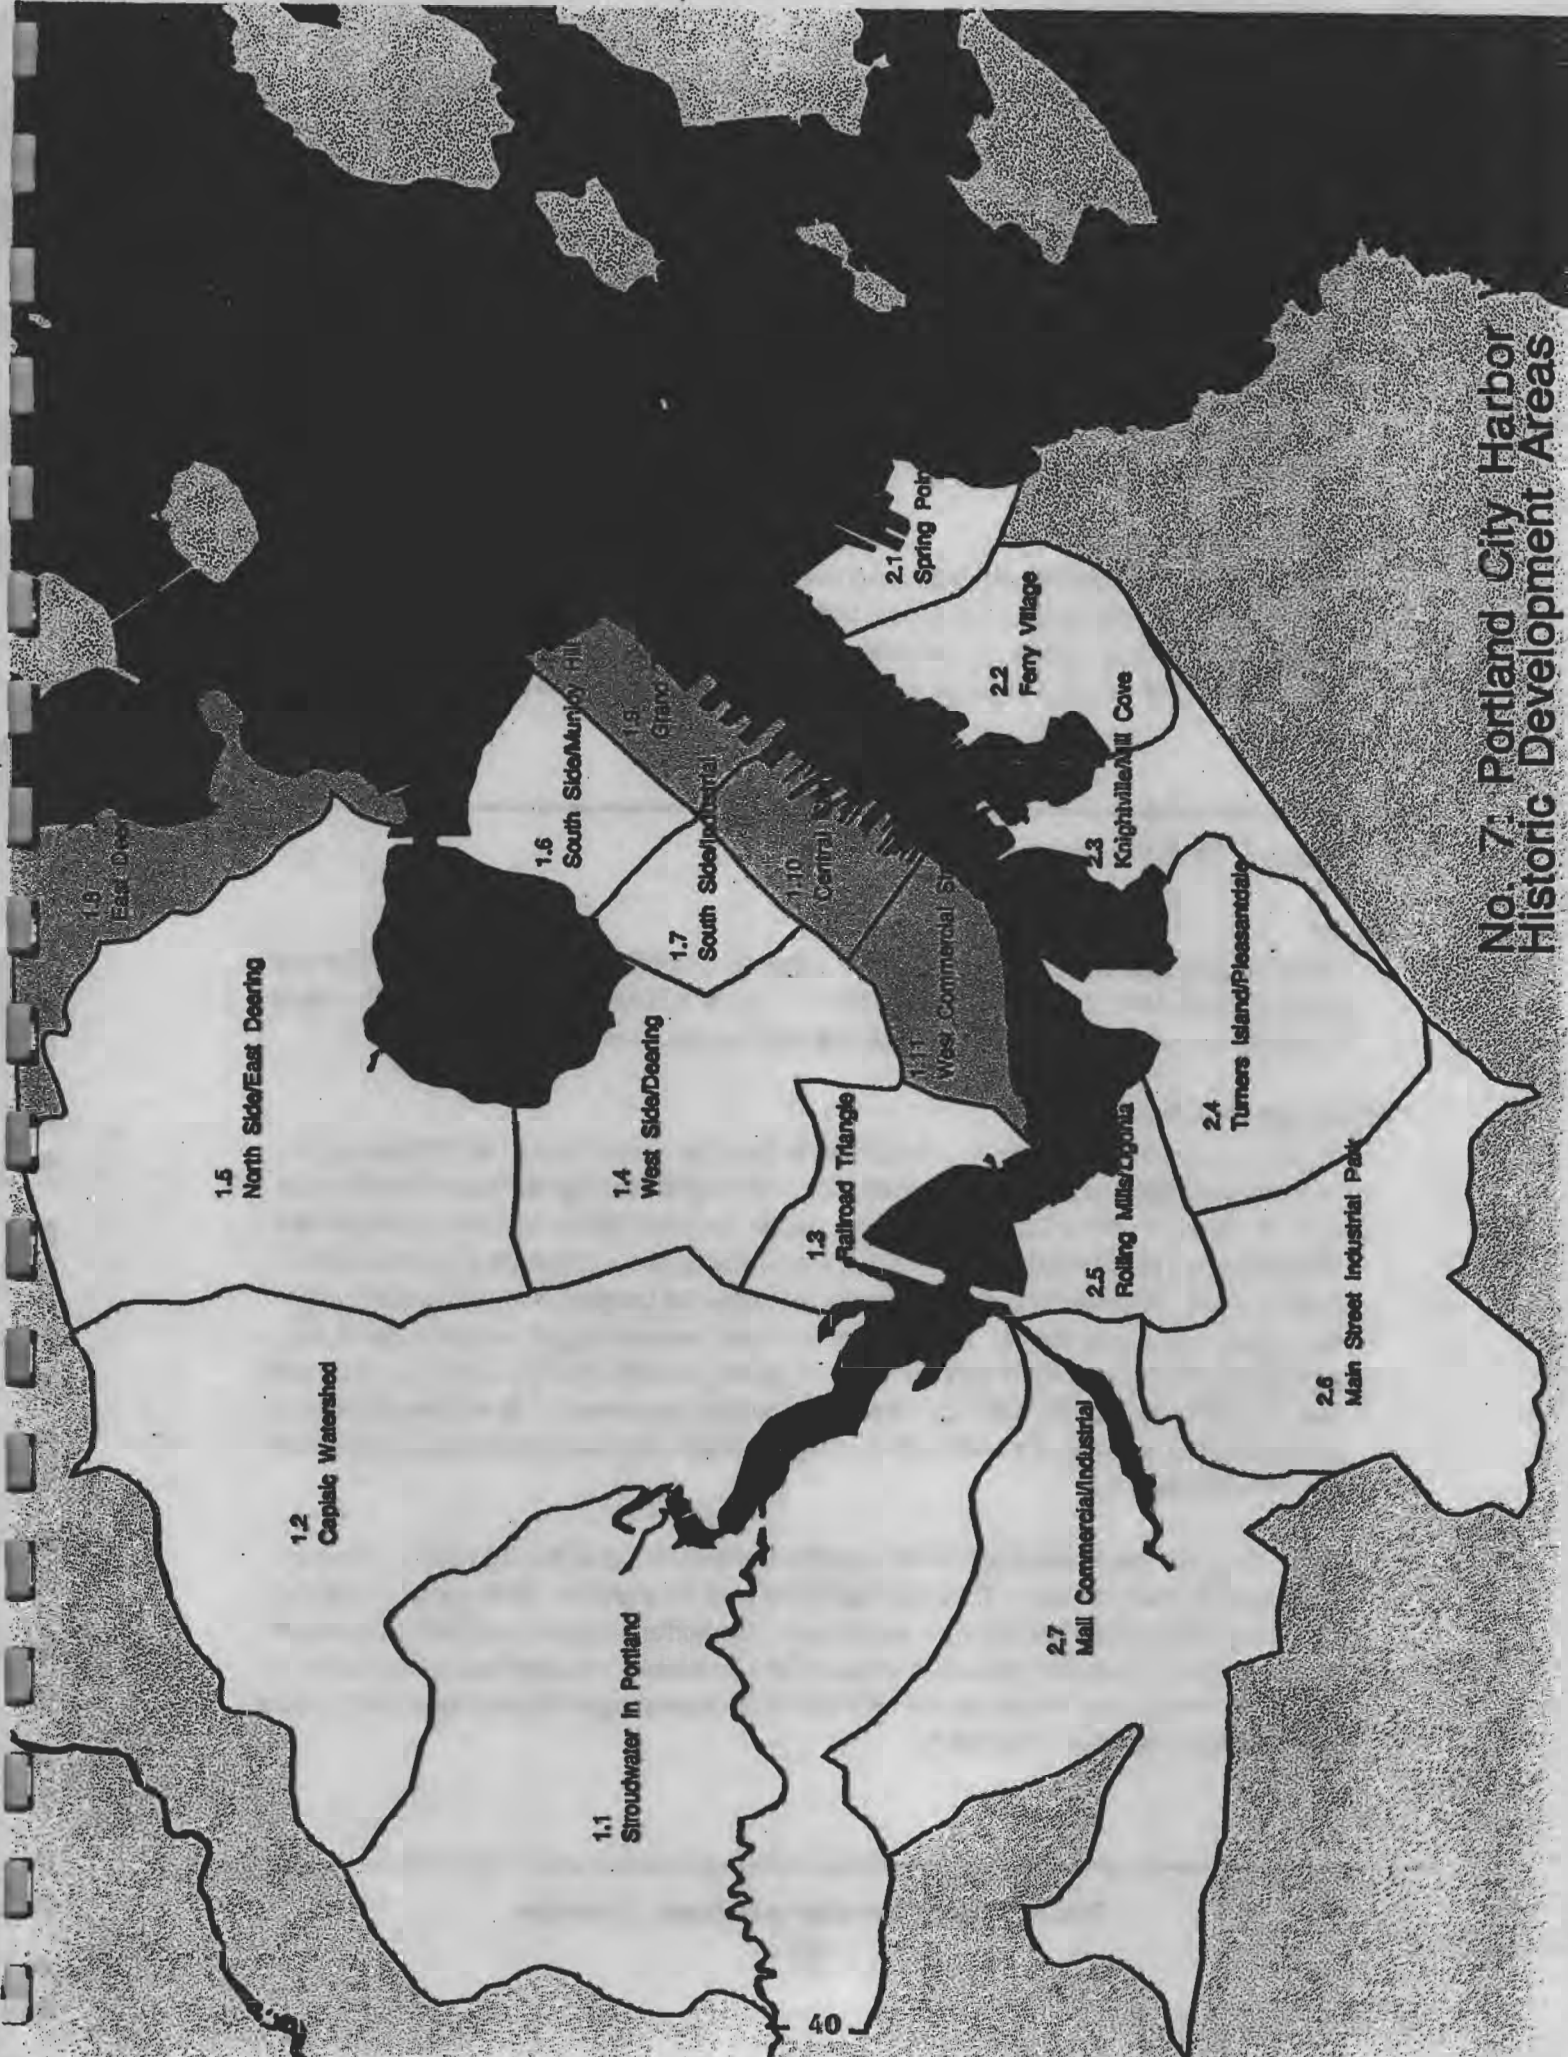 1.8
East Deer
1.5
North Side/East Deering
1.2
Capisic Watershed
1.6
South Side/Munjoy Hill
1.1
Stroudwater in Portland
1.4
West Side/Deering
1.9
Grand
1.7
South Side/Industrial
1.10
Central
1.3
Railroad Triangle
40
2.1
Spring Poin
1.11
West Commercial St
2.2
Ferry Village
2.7
Mall Commercial/Industrial
2.3
Knightville/Mill Cove
2.5
Rolling Mills/Ligonia
2.4
Turners Island/Pleasantdale
2.6
Main Street Industrial Park
No. 7: Portland City Harbor
Historic Development Areas